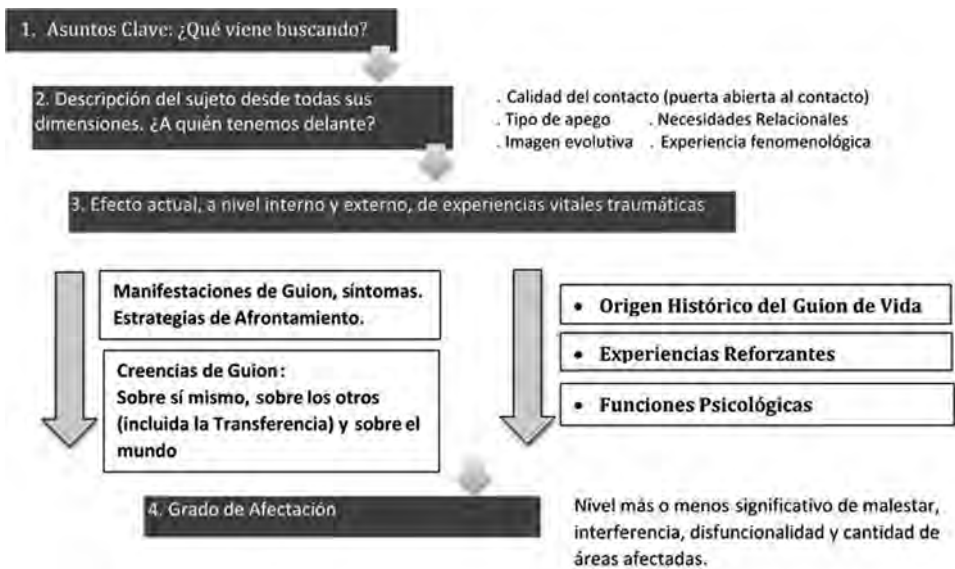 1. Asuntos Clave: ¿Qué viene buscando?
2. Descripción del sujeto desde todas sus
dimensiones. ¿A quién tenemos delante?
. Calidad del contacto (puerta abierta al contacto)
. Tipo de apego . Necesidades Relacionales
. Imagen evolutiva . Experiencia fenomenológica
3. Efecto actual, a nivel interno y externo, de experiencias vitales traumáticas
Manifestaciones de Guion, síntomas.
Estrategias de Afrontamiento.
Creencias de Guion:
Sobre sí mismo, sobre los otros
(incluida la Transferencia) y sobre el
mundo
• Origen Histórico del Guion de Vida
• Experiencias Reforzantes
• Funciones Psicológicas
4. Grado de Afectación
Nivel más o menos significativo de malestar,
interferencia, disfuncionalidad y cantidad de
áreas afectadas.